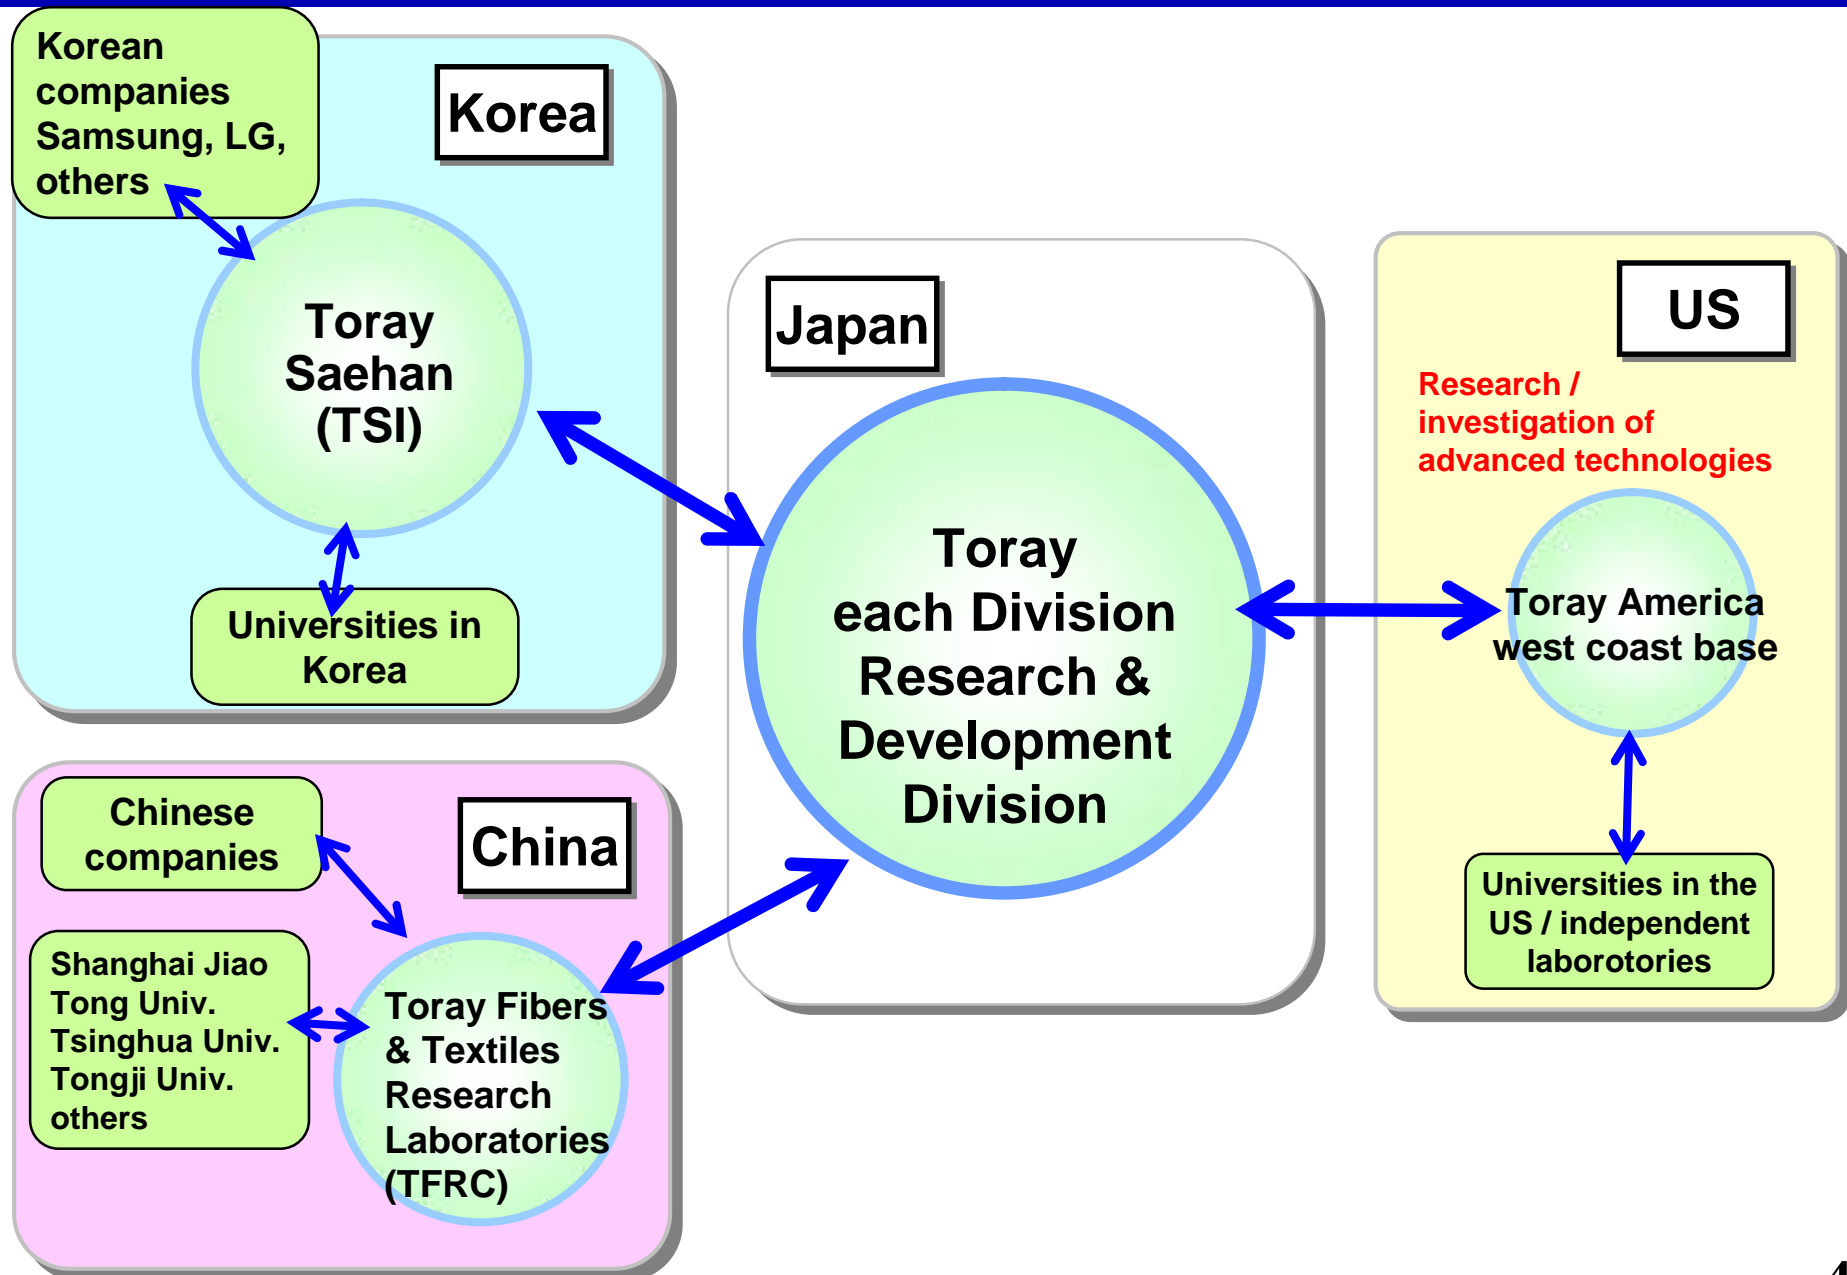 Korean
companies
Samsung, LG,
others
Korea
Toray
Saehan
(TSI)
Universities in
Korea
Japan
Toray
each Division
Research &
Development
Division
US
Research /
investigation of
advanced technologies
Toray America
west coast base
Universities in the
US / independent
laborotories
China
Chinese
companies
Shanghai Jiao
Tong Univ.
Tsinghua Univ.
Tongji Univ.
others
Toray Fibers
& Textiles
Research
Laboratories
(TFRC)